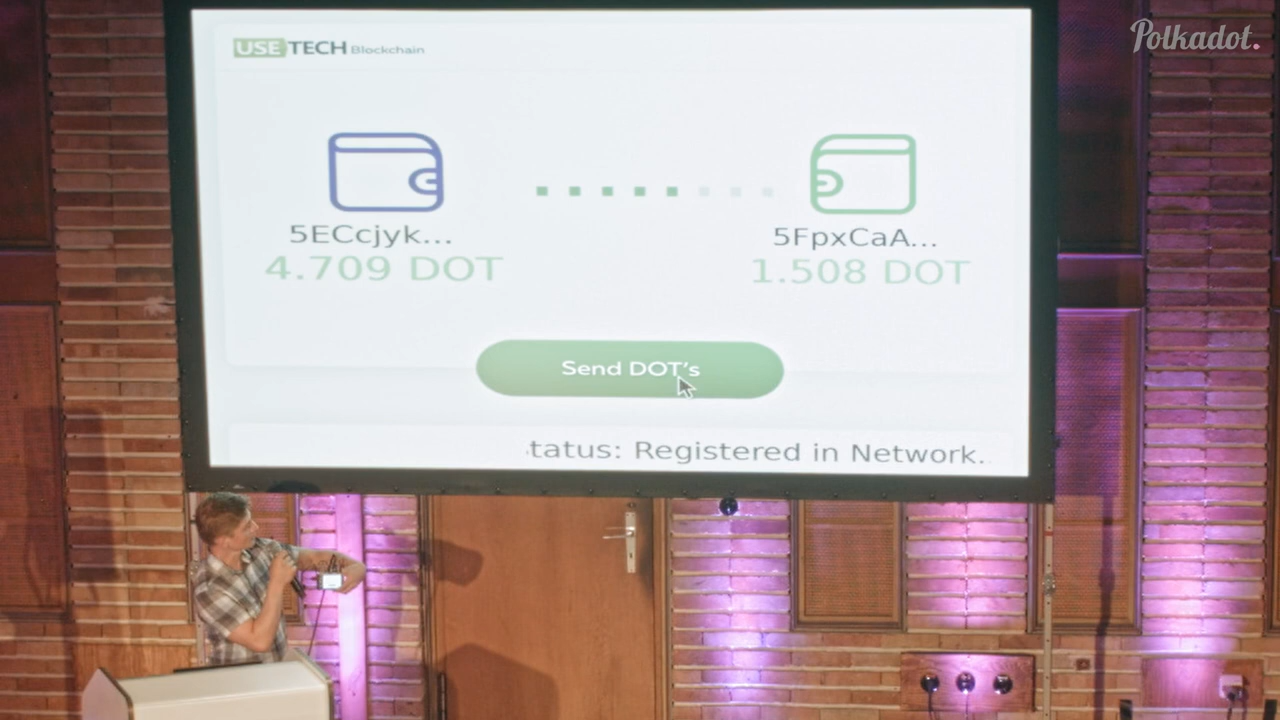 Polkadot.
USETECH Blockchain
5ECcjyk...
4.709 DOT
5FpxCaA...
1.508 DOT
Send DOT's
tatus: Registered in Network.